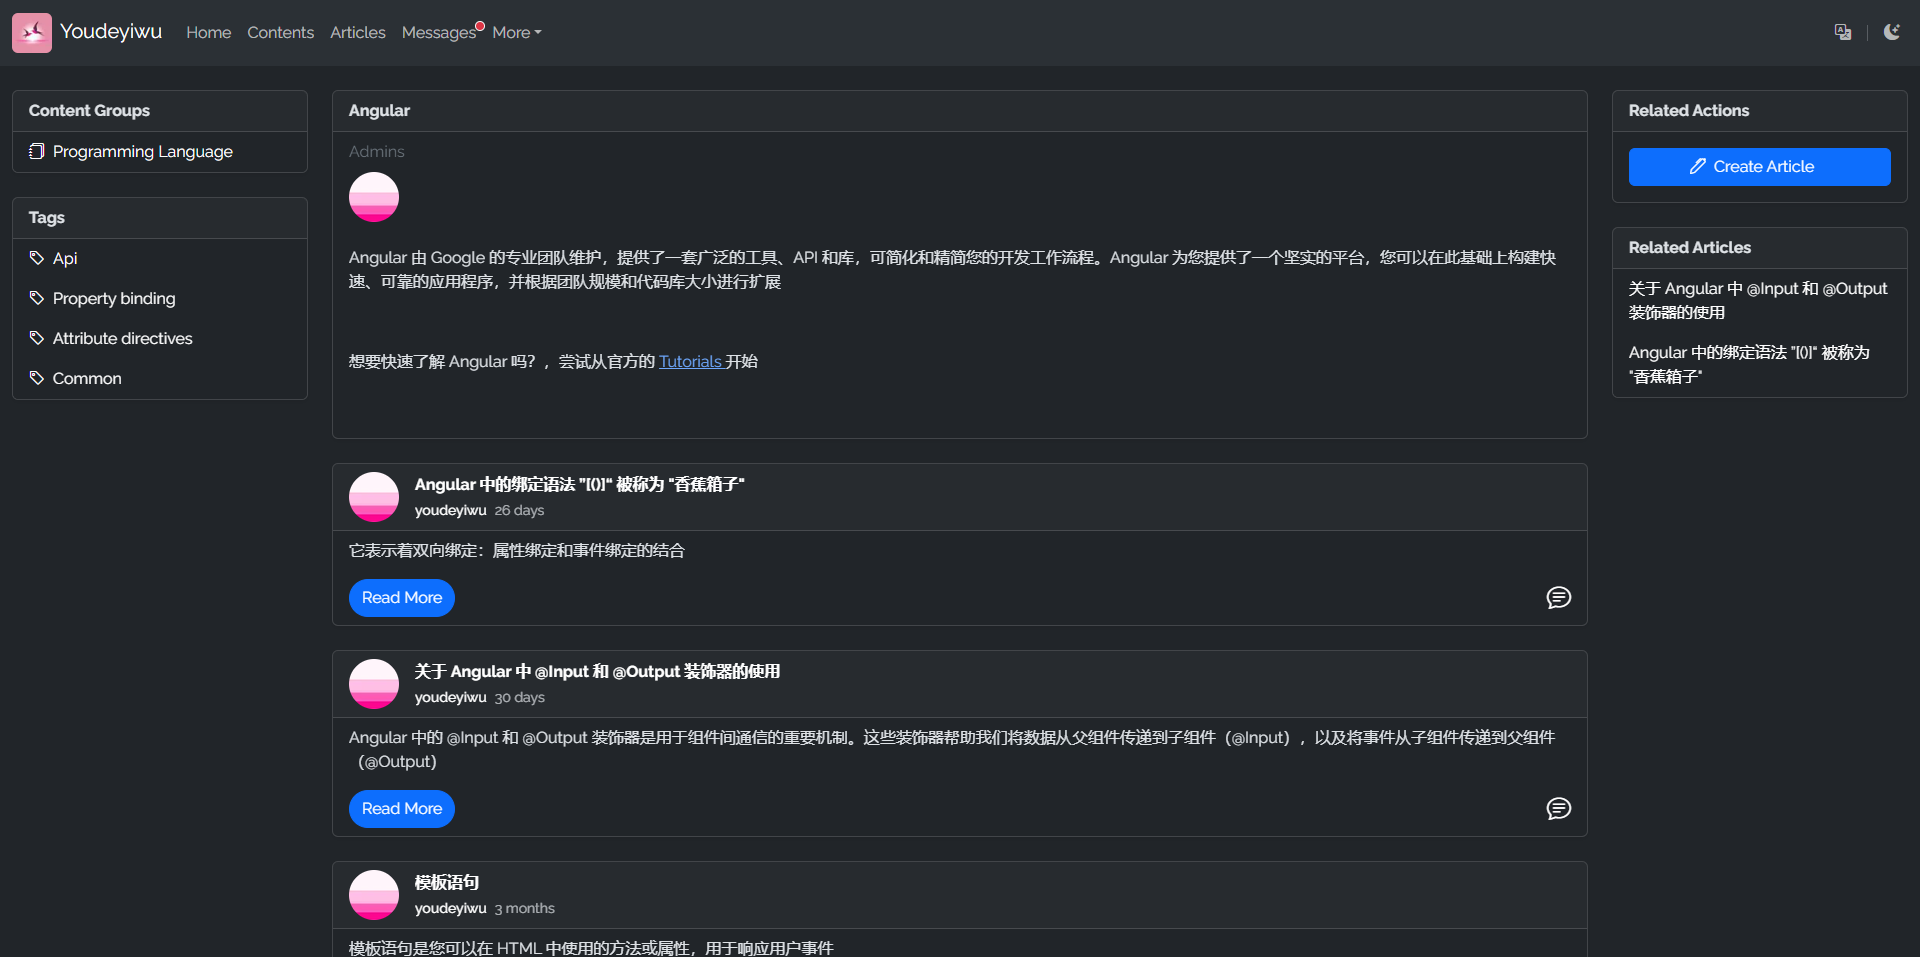 Youdeyiwu
Home
Contents
Articles
Messages
More
Content Groups
Programming Language
Tags
Api
Property binding
Attribute directives
Common
Angular
Admins
Angular 由 Google 的专业团队维护，提供了一套广泛的工具、API 和库，可简化和精简您的开发工作流程。Angular 为您提供了一个坚实的平台，您可以在此基础上构建快
速、可靠的应用程序，并根据团队规模和代码库大小进行扩展
想要快速了解 Angular 吗？，尝试从官方的 Tutorials 开始
Angular 中的绑定语法 ”[()]“ 被称为 "香蕉箱子"
youdeyiwu 26 days
它表示着双向绑定：属性绑定和事件绑定的结合
Read More
关于 Angular 中 @Input 和 @Output 装饰器的使用
youdeyiwu 30 days
Angular 中的 @Input 和 @Output 装饰器是用于组件间通信的重要机制。这些装饰器帮助我们将数据从父组件传递到子组件（@Input），以及将事件从子组件传递到父组件
（@Output）
Read More
模板语句
youdeyiwu 3 months
模板语句是您可以在 HTML 中使用的方法或属性，用于响应用户事件
Related Actions
Create Article
Related Articles
关于 Angular 中 @Input 和 @Output
装饰器的使用
Angular 中的绑定语法 ”[()]“ 被称为
"香蕉箱子"